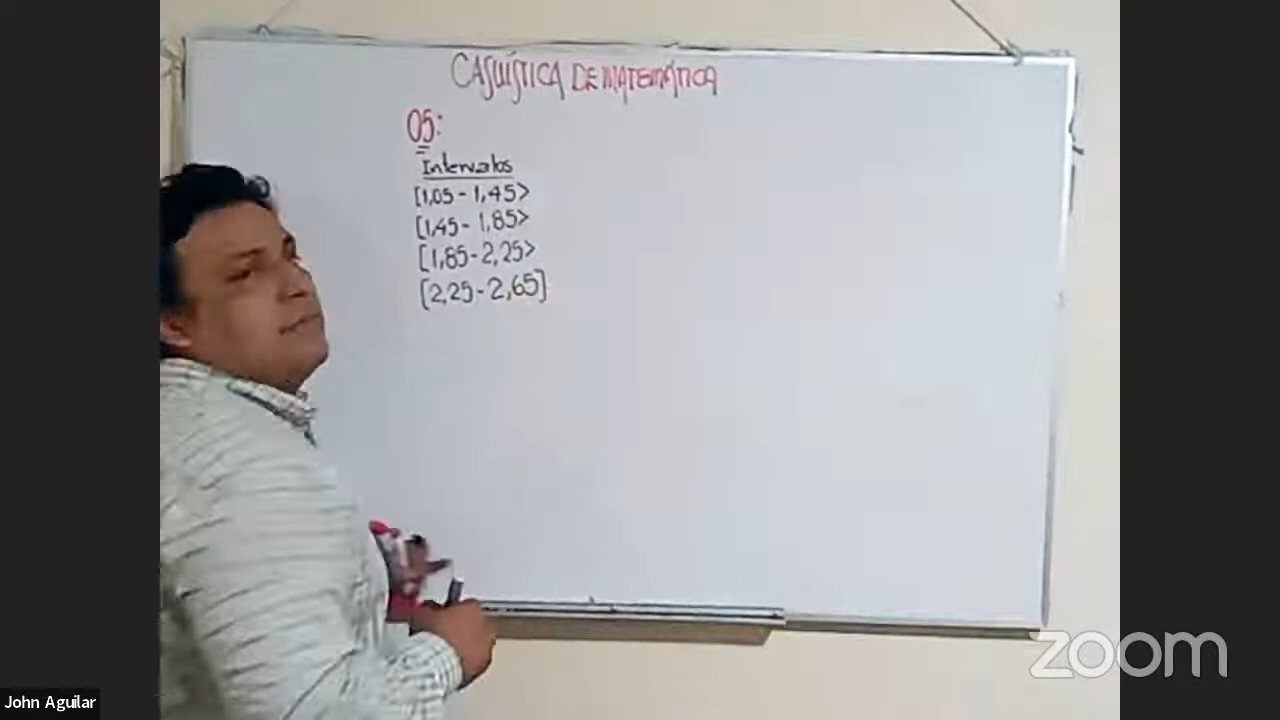 CASUÍSTICA DE MATEMÁTICA
05:
Intervalos
[1,05 - 1,45>
[1,45 - 1,85>
[1,85 - 2,25>
[2,25 - 2,65]
zoom
John Aguilar